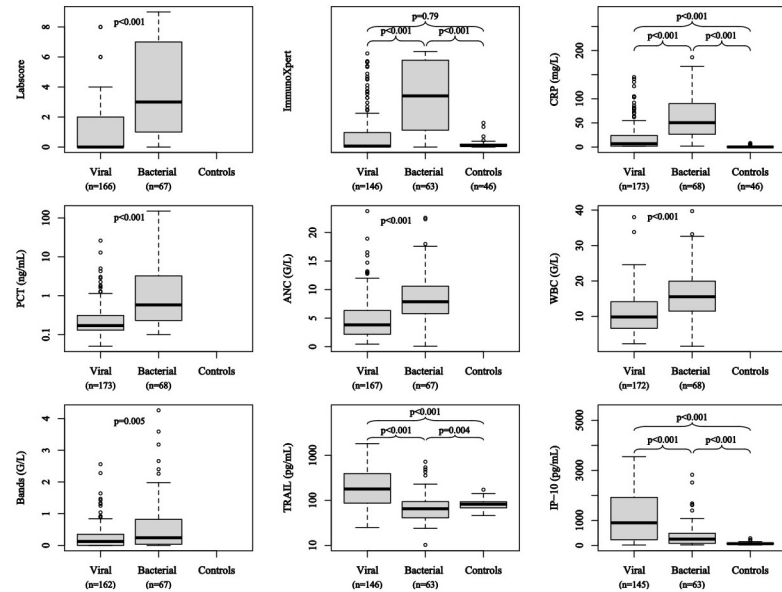 Labscore
8
6
4
2
0
p<0.001
Viral Bacterial Controls
(n=166) (n=67)
ImmunoXpert
p=0.79
p<0.001 p<0.001
Viral Bacterial Controls
(n=146) (n=63) (n=46)
CRP (mg/L)
200
100
50
0
p<0.001
p<0.001 p<0.001
Viral Bacterial Controls
(n=173) (n=68) (n=46)
PCT (ng/mL)
100
10
1
0.1
p<0.001
Viral Bacterial Controls
(n=173) (n=68)
ANC (G/L)
20
15
10
5
0
p<0.001
Viral Bacterial Controls
(n=167) (n=67)
WBC (G/L)
40
30
20
10
p<0.001
Viral Bacterial Controls
(n=172) (n=68)
Bands (G/L)
4
3
2
1
0
p=0.005
Viral Bacterial Controls
(n=162) (n=67)
TRAIL (pg/mL)
1000
100
10
p<0.001
p<0.001 p=0.004
Viral Bacterial Controls
(n=146) (n=63)
IP-10 (pg/mL)
5000
3000
1000
0
p<0.001
p<0.001 p<0.001
Viral Bacterial Controls
(n=145) (n=63)